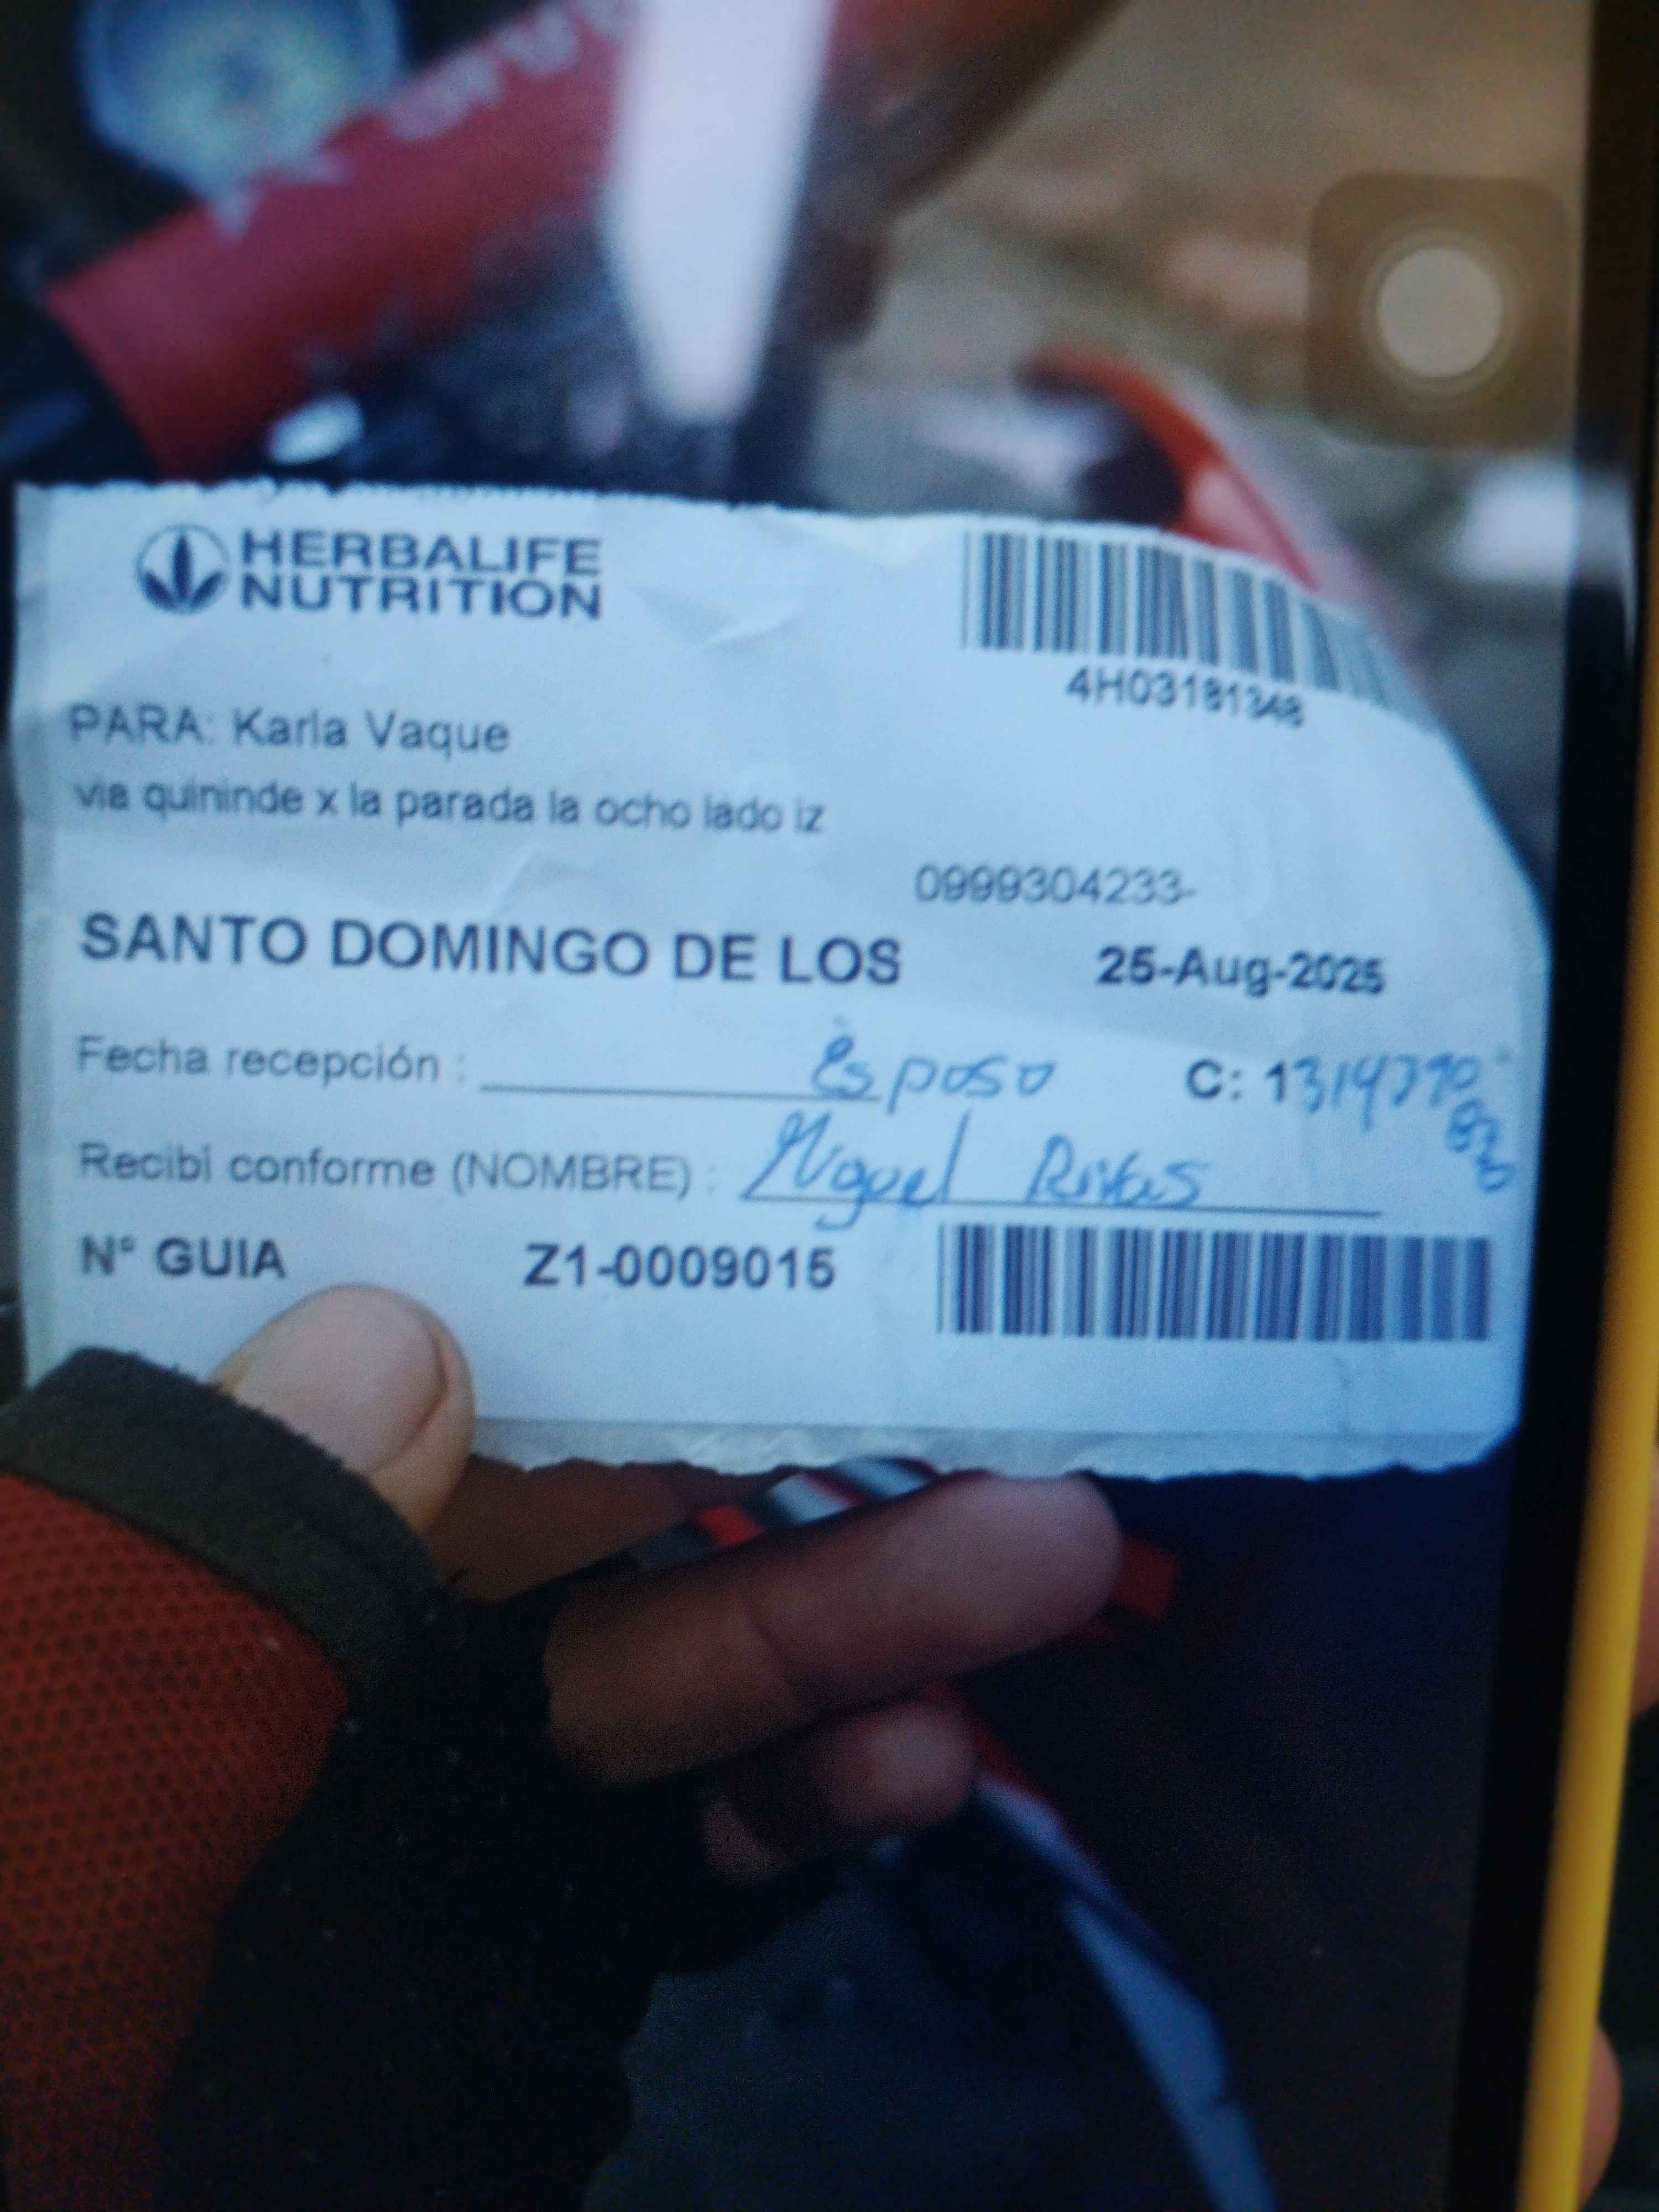 HERBALIFE
NUTRITION
4H03181348
PARA: Karla Vaque
via quininde x la parada la ocho lado iz
0999304233-
SANTO DOMINGO DE LOS 25-Aug-2025
Fecha recepción : Esposo C:
Recibí conforme (NOMBRE) : Miguel Rivas
N° GUIA Z1-0009015